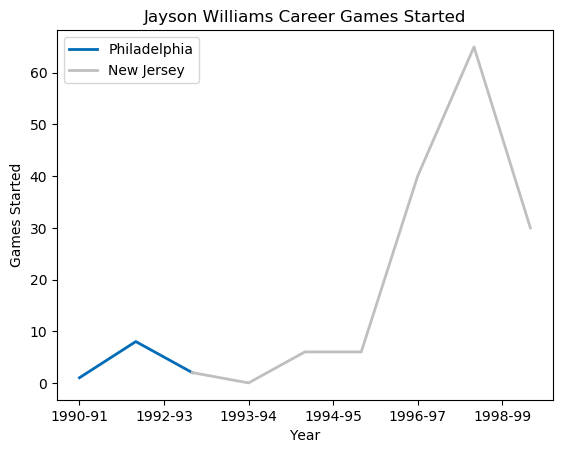 Jayson Williams Career Games Started
Philadelphia
New Jersey
Games Started
60
50
40
30
20
10
0
1990-91 1992-93 1993-94 1994-95 1996-97 1998-99
Year